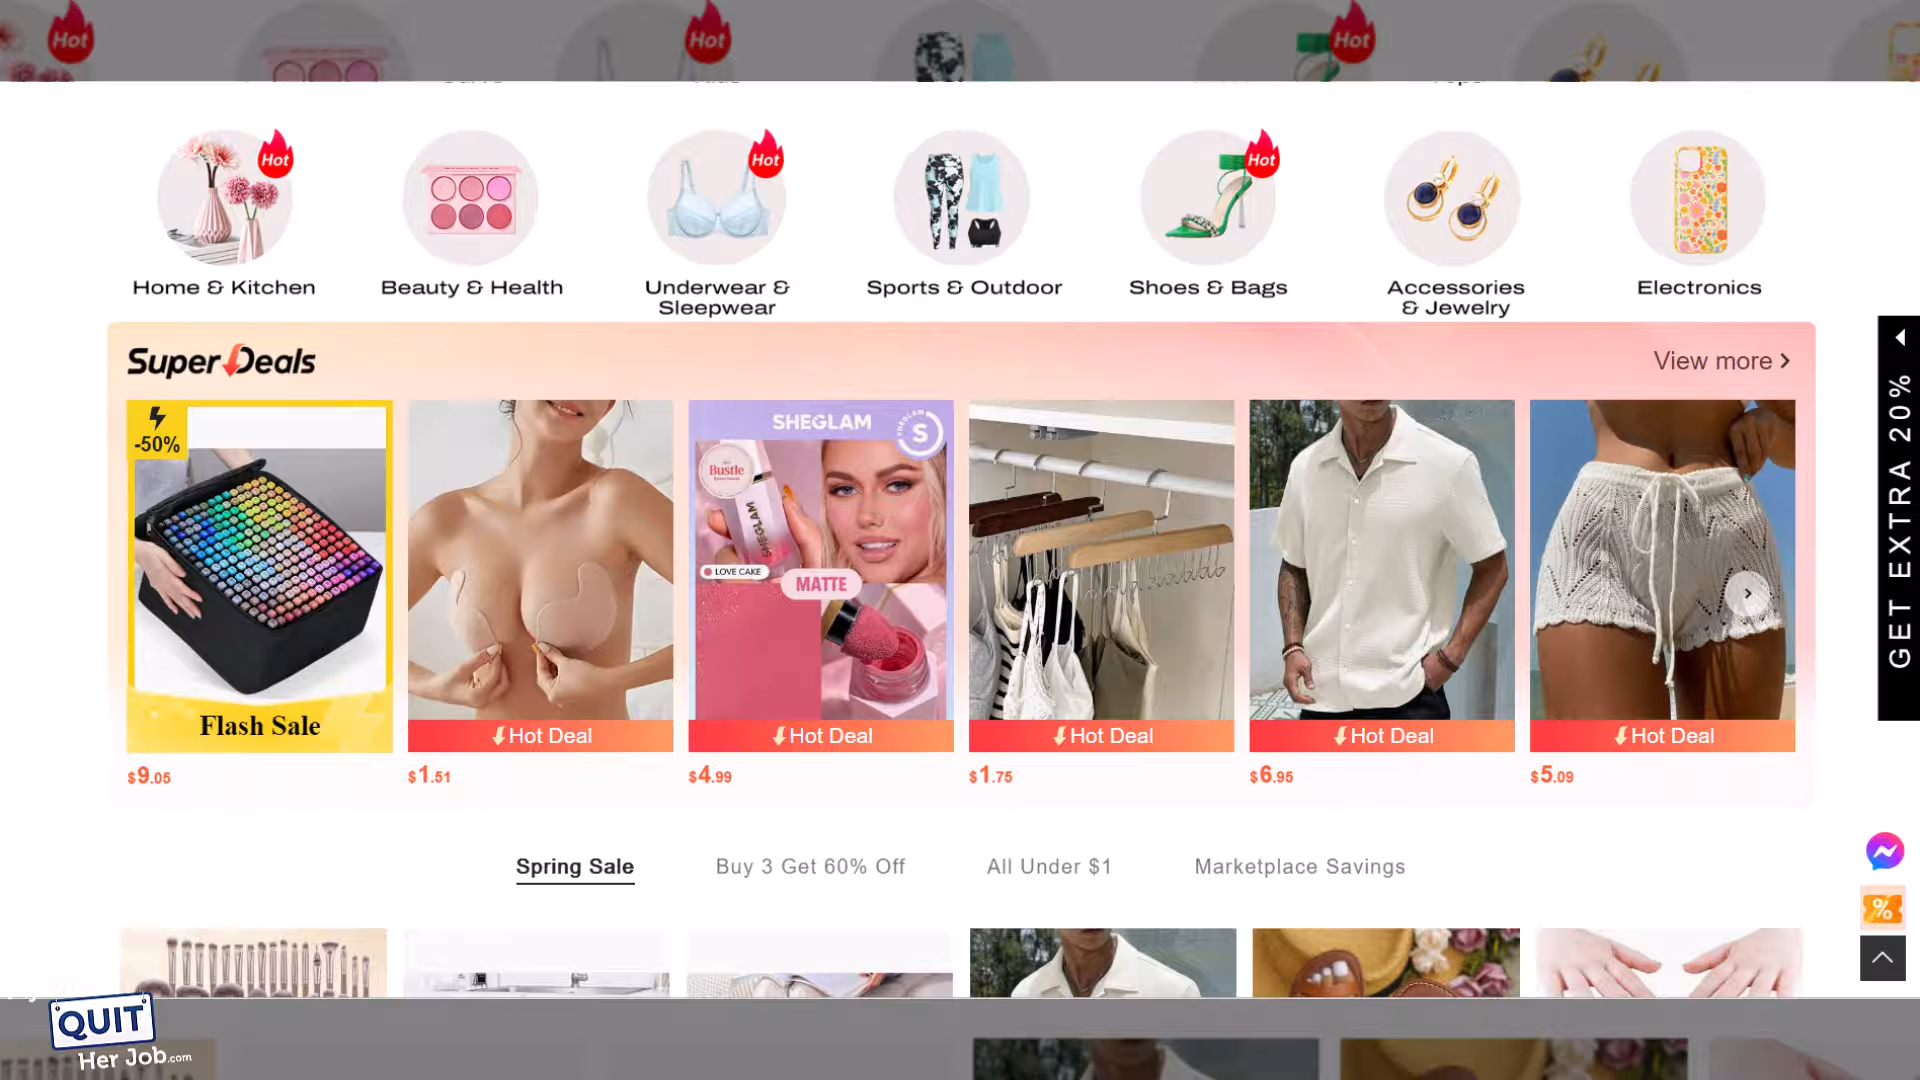 Hot
Hot
Hot
Hot
Hot
Hot
Home & Kitchen
Beauty & Health
Underwear &
Sleepwear
Sports & Outdoor
Shoes & Bags
Accessories
& Jewelry
Electronics
Super Deals
View more >
-50%
Flash Sale
SHEGLAM
S
Bustle
SHEGLAM
LOVE CAKE
MATTE
Hot Deal
Hot Deal
Hot Deal
Hot Deal
Hot Deal
$9.05
$1.51
$4.99
$1.75
$6.95
$5.09
GET EXTRA 20%
Spring Sale
Buy 3 Get 60% Off
All Under $1
Marketplace Savings
%
QUIT
Her Job.com